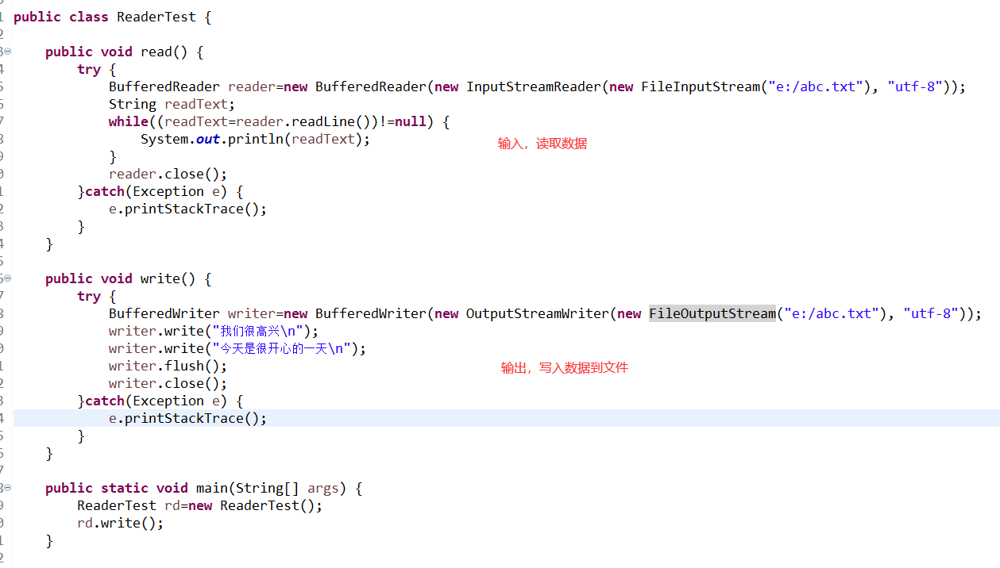 public class ReaderTest {
public void read() {
try {
BufferedReader reader=new BufferedReader(new InputStreamReader(new FileInputStream("e:/abc.txt"), "utf-8"));
String readText;
while((readText=reader.readLine())!=null) {
System.out.println(readText);
输入，读取数据
}
reader.close();
}catch(Exception e) {
e.printStackTrace();
}
}
public void write() {
try {
BufferedWriter writer=new BufferedWriter(new OutputStreamWriter(new FileOutputStream("e:/abc.txt"), "utf-8"));
writer.write("我们很高兴\n");
writer.write("今天是很开心的一天\n");
writer.flush();
输出，写入数据到文件
writer.close();
}catch(Exception e) {
e.printStackTrace();
}
}
public static void main(String[] args) {
ReaderTest rd=new ReaderTest();
rd.write();
}